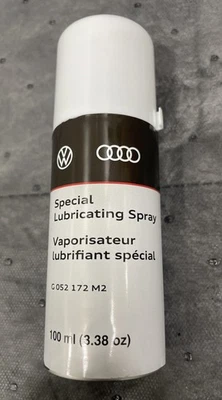 Special
Lubricating Spray
Vaporisateur
lubrifiant spécial
G 052 172 M2
100 ml (3.38 oz)